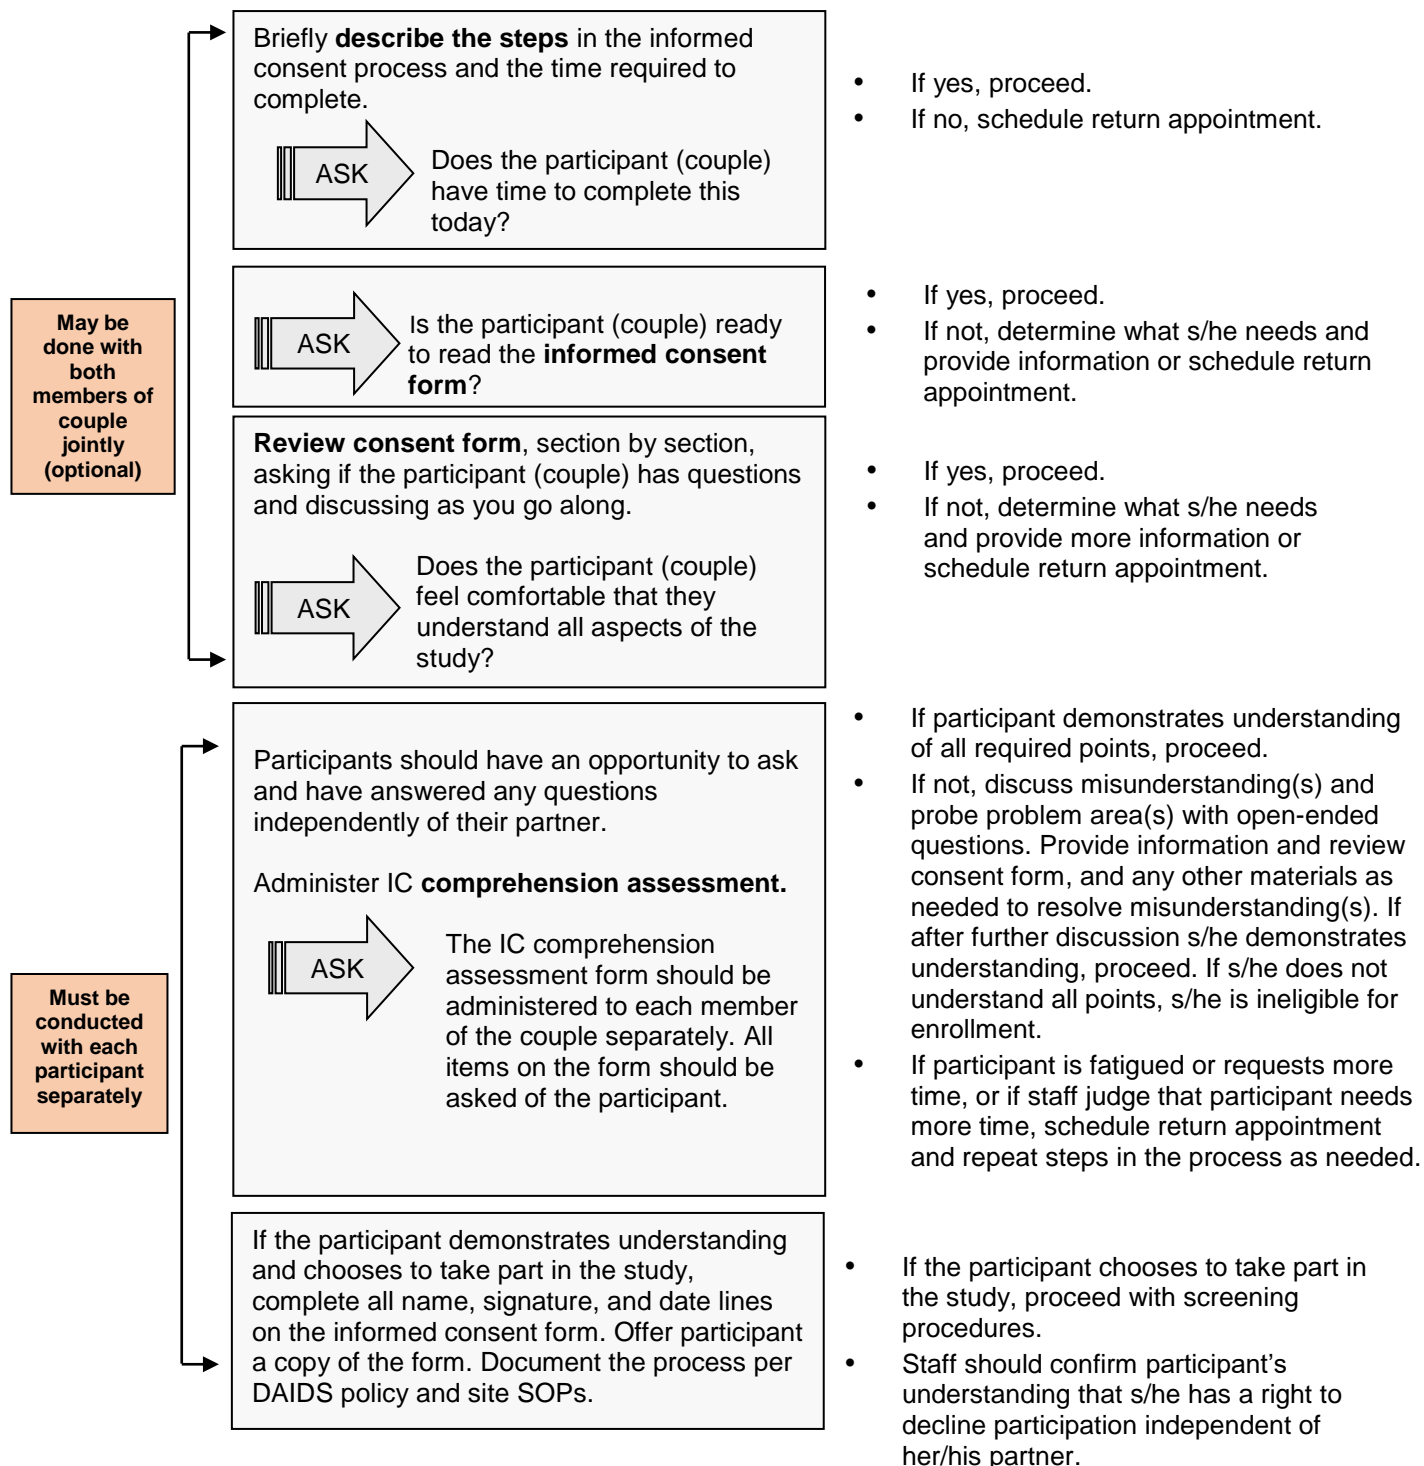 Briefly describe the steps in the informed
consent process and the time required to
complete.
ASK
Does the participant (couple)
have time to complete this
today?
• If yes, proceed.
• If no, schedule return appointment.
May be
done with
both
members of
couple
jointly
(optional)
ASK
Is the participant (couple) ready
to read the informed consent
form?
• If yes, proceed.
• If not, determine what s/he needs and
provide information or schedule return
appointment.
Review consent form, section by section,
asking if the participant (couple) has questions
and discussing as you go along.
ASK
Does the participant (couple)
feel comfortable that they
understand all aspects of the
study?
• If yes, proceed.
• If not, determine what s/he needs
and provide more information or
schedule return appointment.
Must be
conducted
with each
participant
separately
Participants should have an opportunity to ask
and have answered any questions
independently of their partner.
Administer IC comprehension assessment.
ASK
The IC comprehension
assessment form should be
administered to each member
of the couple separately. All
items on the form should be
asked of the participant.
• If participant demonstrates understanding
of all required points, proceed.
• If not, discuss misunderstanding(s) and
probe problem area(s) with open-ended
questions. Provide information and review
consent form, and any other materials as
needed to resolve misunderstanding(s). If
after further discussion s/he demonstrates
understanding, proceed. If s/he does not
understand all points, s/he is ineligible for
enrollment.
• If participant is fatigued or requests more
time, or if staff judge that participant needs
more time, schedule return appointment
and repeat steps in the process as needed.
If the participant demonstrates understanding
and chooses to take part in the study,
complete all name, signature, and date lines
on the informed consent form. Offer participant
a copy of the form. Document the process per
DAIDS policy and site SOPs.
• If the participant chooses to take part in
the study, proceed with screening
procedures.
• Staff should confirm participant’s
understanding that s/he has a right to
decline participation independent of
her/his partner.